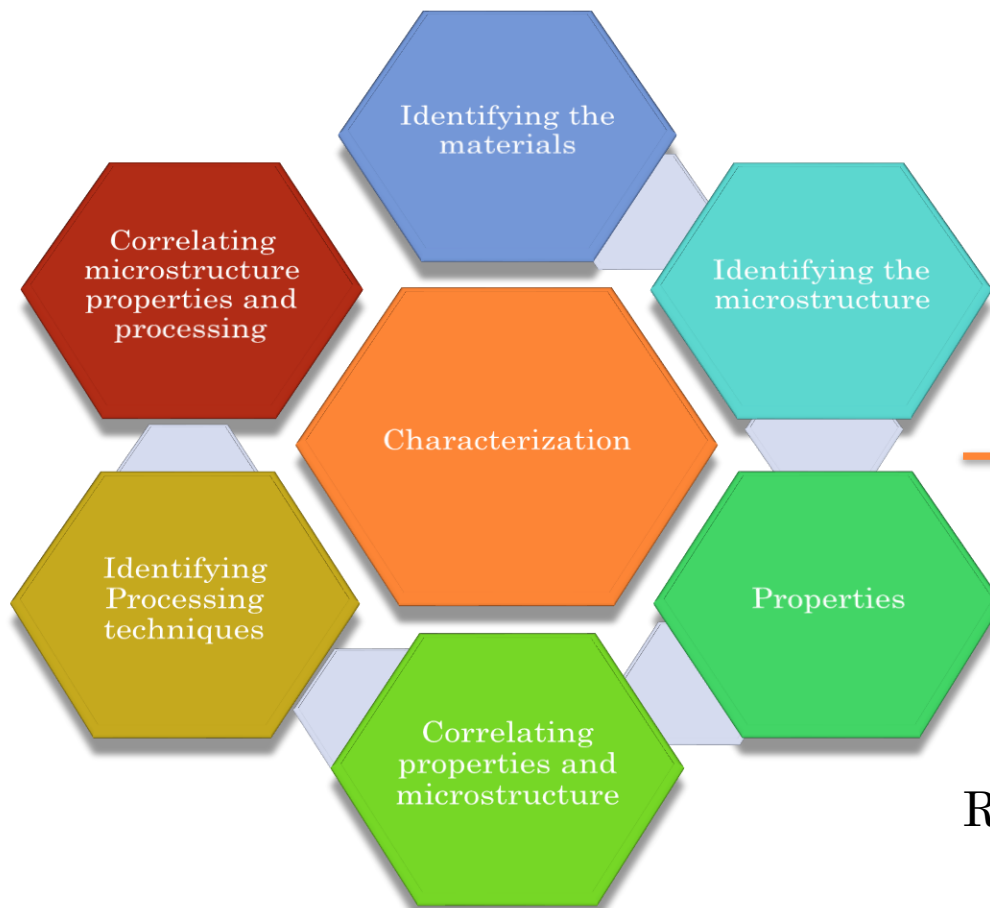 Identifying the
materials
Identifying the
microstructure
Properties
Correlating
properties and
microstructure
Identifying
Processing
techniques
Correlating
microstructure
properties and
processing
Characterization
R